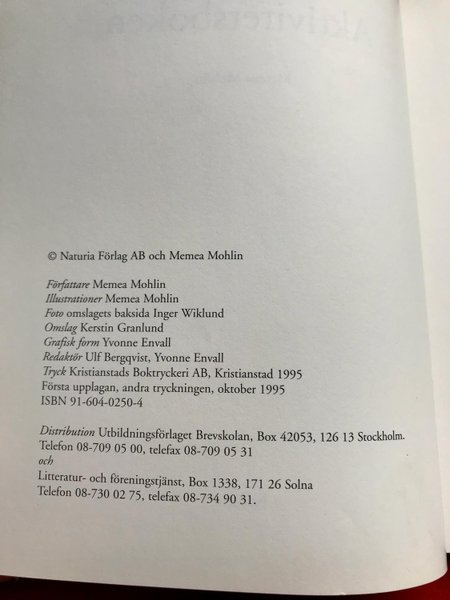 © Naturia Förlag AB och Memea Mohlin
Författare Memea Mohlin
Illustrationer Memea Mohlin
Foto omslagets baksida Inger Wiklund
Omslag Kerstin Granlund
Grafisk form Yvonne Envall
Redaktör Ulf Bergqvist, Yvonne Envall
Tryck Kristianstads Boktryckeri AB, Kristianstad 1995
Första upplagan, andra tryckningen, oktober 1995
ISBN 91-604-0250-4
Distribution Utbildningsförlaget Brevskolan, Box 42053, 126 13 Stockholm.
Telefon 08-709 05 00, telefax 08-709 05 31
och
Litteratur- och föreningstjänst, Box 1338, 171 26 Solna
Telefon 08-730 02 75, telefax 08-734 90 31.